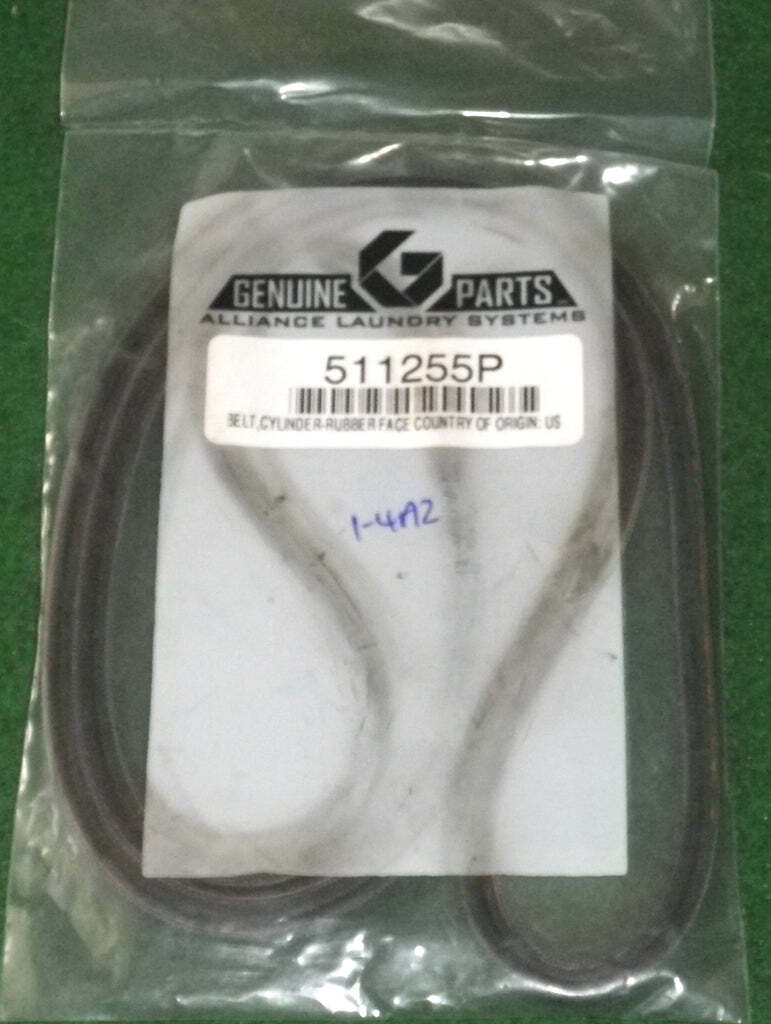 GENUINE G PARTS
ALLIANCE LAUNDRY SYSTEMS
511255P
BELT,CYLINDER-RUBBER FACE COUNTRY OF ORIGIN: US
1-4A2